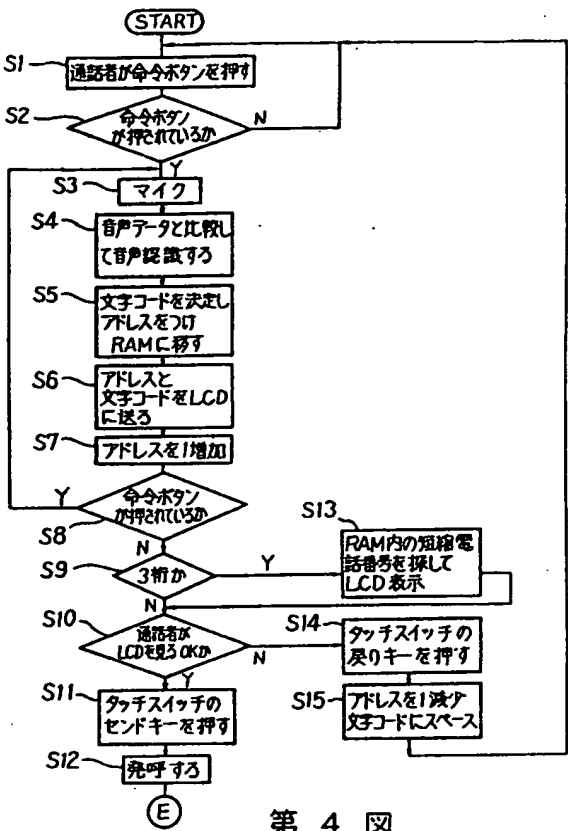 START
S1
通話者が命令ボタンを押す
S2
命令ボタン
が押されているか
N
Y
S3
マイク
S4
音声データと比較し
て音声認識する
S5
文字コードを決定し
アドレスをつけ
RAMに移す
S6
アドレスと
文字コードをLCD
に送る
S7
アドレスを1増加
Y
命令ボタン
が押されているか
S8
N
S9
3桁か
Y
S13
RAM内の短縮電
話番号を探して
LCD表示
N
S10
通話者が
LCDを見るOKか
N
S14
タッチスイッチの
戻りキーを押す
Y
S11
タッチスイッチの
センドキーを押す
S15
アドレスを1減少
文字コードにスペース
S12
発呼する
E
第 4 図